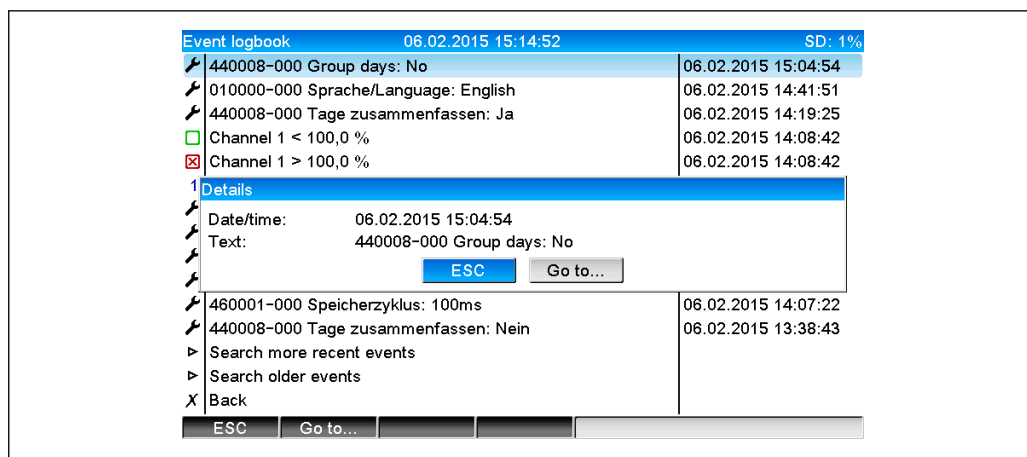 Event logbook 06.02.2015 15:14:52 SD: 1%
440008-000 Group days: No 06.02.2015 15:04:54
010000-000 Sprache/Language: English 06.02.2015 14:41:51
440008-000 Tage zusammenfassen: Ja 06.02.2015 14:19:25
Channel 1 < 100,0 % 06.02.2015 14:08:42
Channel 1 > 100,0 % 06.02.2015 14:08:42
1
Details
Date/time: 06.02.2015 15:04:54
Text: 440008-000 Group days: No
ESC Go to...
460001-000 Speicherzyklus: 100ms 06.02.2015 14:07:22
440008-000 Tage zusammenfassen: Nein 06.02.2015 13:38:43
Search more recent events
Search older events
X Back
ESC Go to...